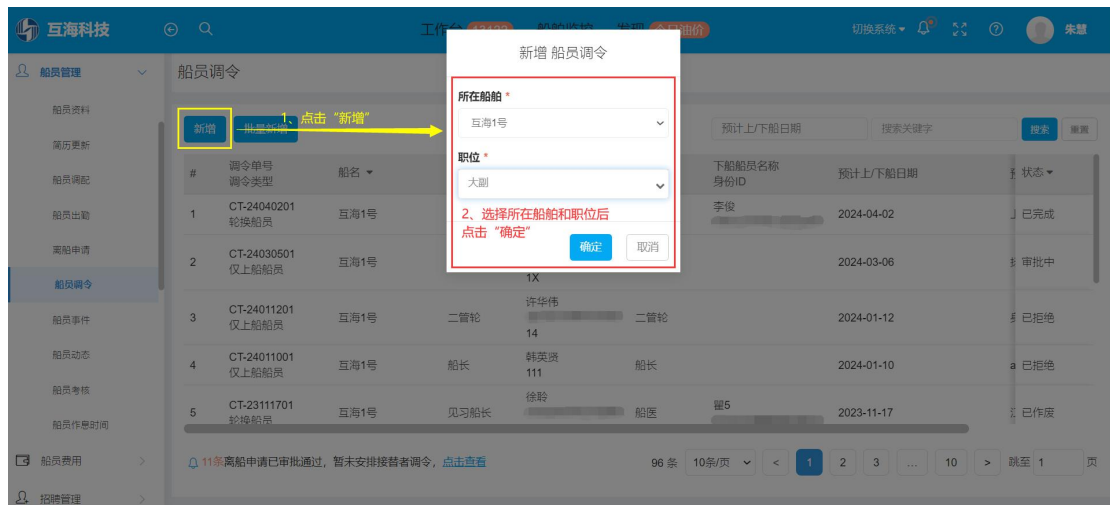 互海科技
工作台 13122 船舶监控 发现 今日油价
切换系统
朱慧
船员管理
船员资料
简历更新
船员调配
船员出勤
离船申请
船员调令
船员事件
船员动态
船员考核
船员作息时间
船员费用
招聘管理
船员调令
新增
批量新增
1、点击“新增”
预计上/下船日期
搜索关键字
搜索
重置
新增 船员调令
所在船舶 *
互海1号
职位 *
大副
2、选择所在船舶和职位后
点击“确定”
确定
取消
#
调令单号
调令类型
船名
下船船员名称
身份ID
预计上/下船日期
状态
1
CT-24040201
轮换船员
互海1号
李俊
2024-04-02
已完成
2
CT-24030501
仅上船船员
互海1号
1X
2024-03-06
审批中
3
CT-24011201
仅上船船员
互海1号
二管轮
许华伟
14
二管轮
2024-01-12
已拒绝
4
CT-24011001
仅上船船员
互海1号
船长
韩英贤
111
船长
2024-01-10
a 已拒绝
5
CT-23111701
轮换船员
互海1号
见习船长
徐聆
船医
翟5
2023-11-17
已作废
11条离船申请已审批通过，暂未安排接替者调令，点击查看
96 条
10条/页
< 1 2 3 ... 10 >
跳至 1 页